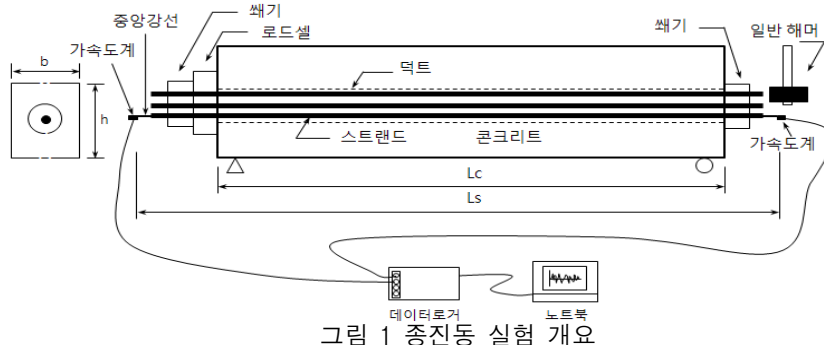 쐐기
중앙강선
로드셀
쐐기
일반 해머
가속도계
b
덕트
h
스트랜드
콘크리트
가속도계
Lc
Ls
데이터로거
노트북
그림 1 종진동 실험 개요